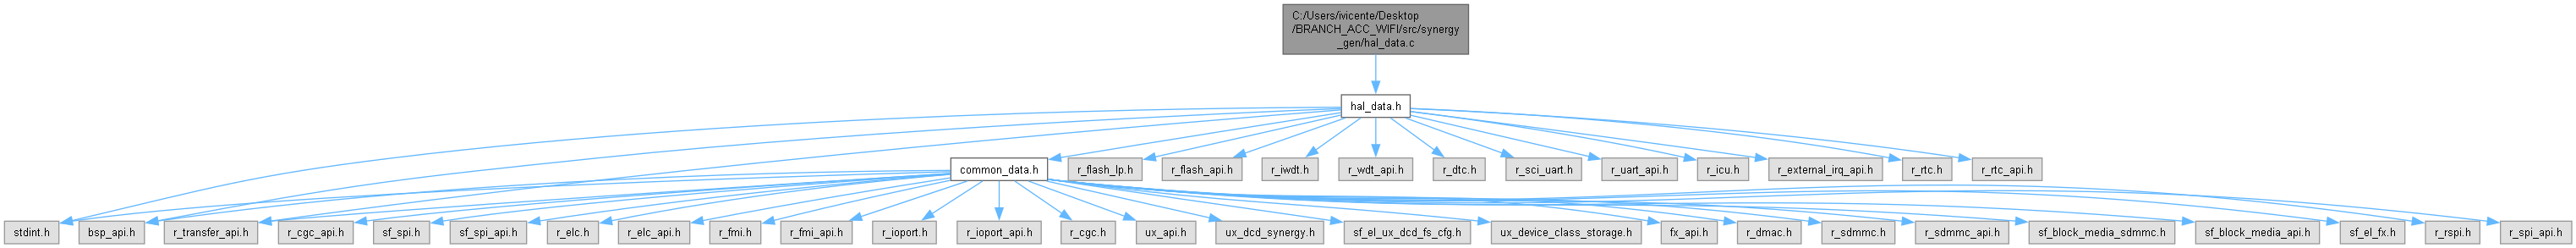 C:/Users/ivicente/Desktop
/BRANCH_ACC_WIFI/src/synergy
_gen/hal_data.c
hal_data.h
common_data.h
r_flash_lp.h
r_flash_api.h
r_iwdt.h
r_wdt_api.h
r_dtc.h
r_sci_uart.h
r_uart_api.h
r_icu.h
r_external_irq_api.h
r_rtc.h
r_rtc_api.h
stdint.h
bsp_api.h
r_transfer_api.h
r_cgc_api.h
sf_spi.h
sf_spi_api.h
r_elc.h
r_elc_api.h
r_fmi.h
r_fmi_api.h
r_ioport.h
r_ioport_api.h
r_cgc.h
ux_api.h
ux_dcd_synergy.h
sf_el_ux_dcd_fs_cfg.h
ux_device_class_storage.h
fx_api.h
r_dmac.h
r_sdmmc.h
r_sdmmc_api.h
sf_block_media_sdmmc.h
sf_block_media_api.h
sf_el_fx.h
r_rspi.h
r_spi_api.h